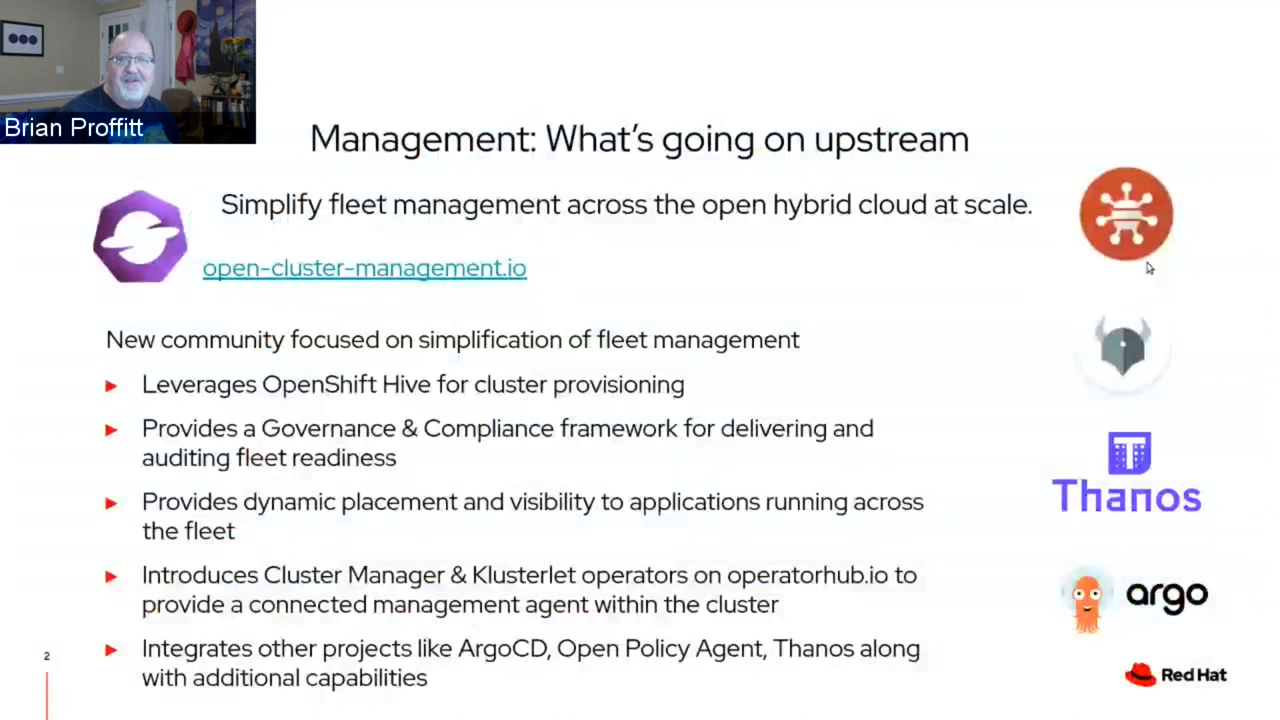 Brian Proffitt
Management: What's going on upstream
Simplify fleet management across the open hybrid cloud at scale.
open-cluster-management.io
New community focused on simplification of fleet management
Leverages OpenShift Hive for cluster provisioning
Provides a Governance & Compliance framework for delivering and
auditing fleet readiness
Provides dynamic placement and visibility to applications running across
the fleet
Introduces Cluster Manager & Klusterlet operators on operatorhub.io to
provide a connected management agent within the cluster
Integrates other projects like ArgoCD, Open Policy Agent, Thanos along
with additional capabilities
T
Thanos
argo
2
Red Hat